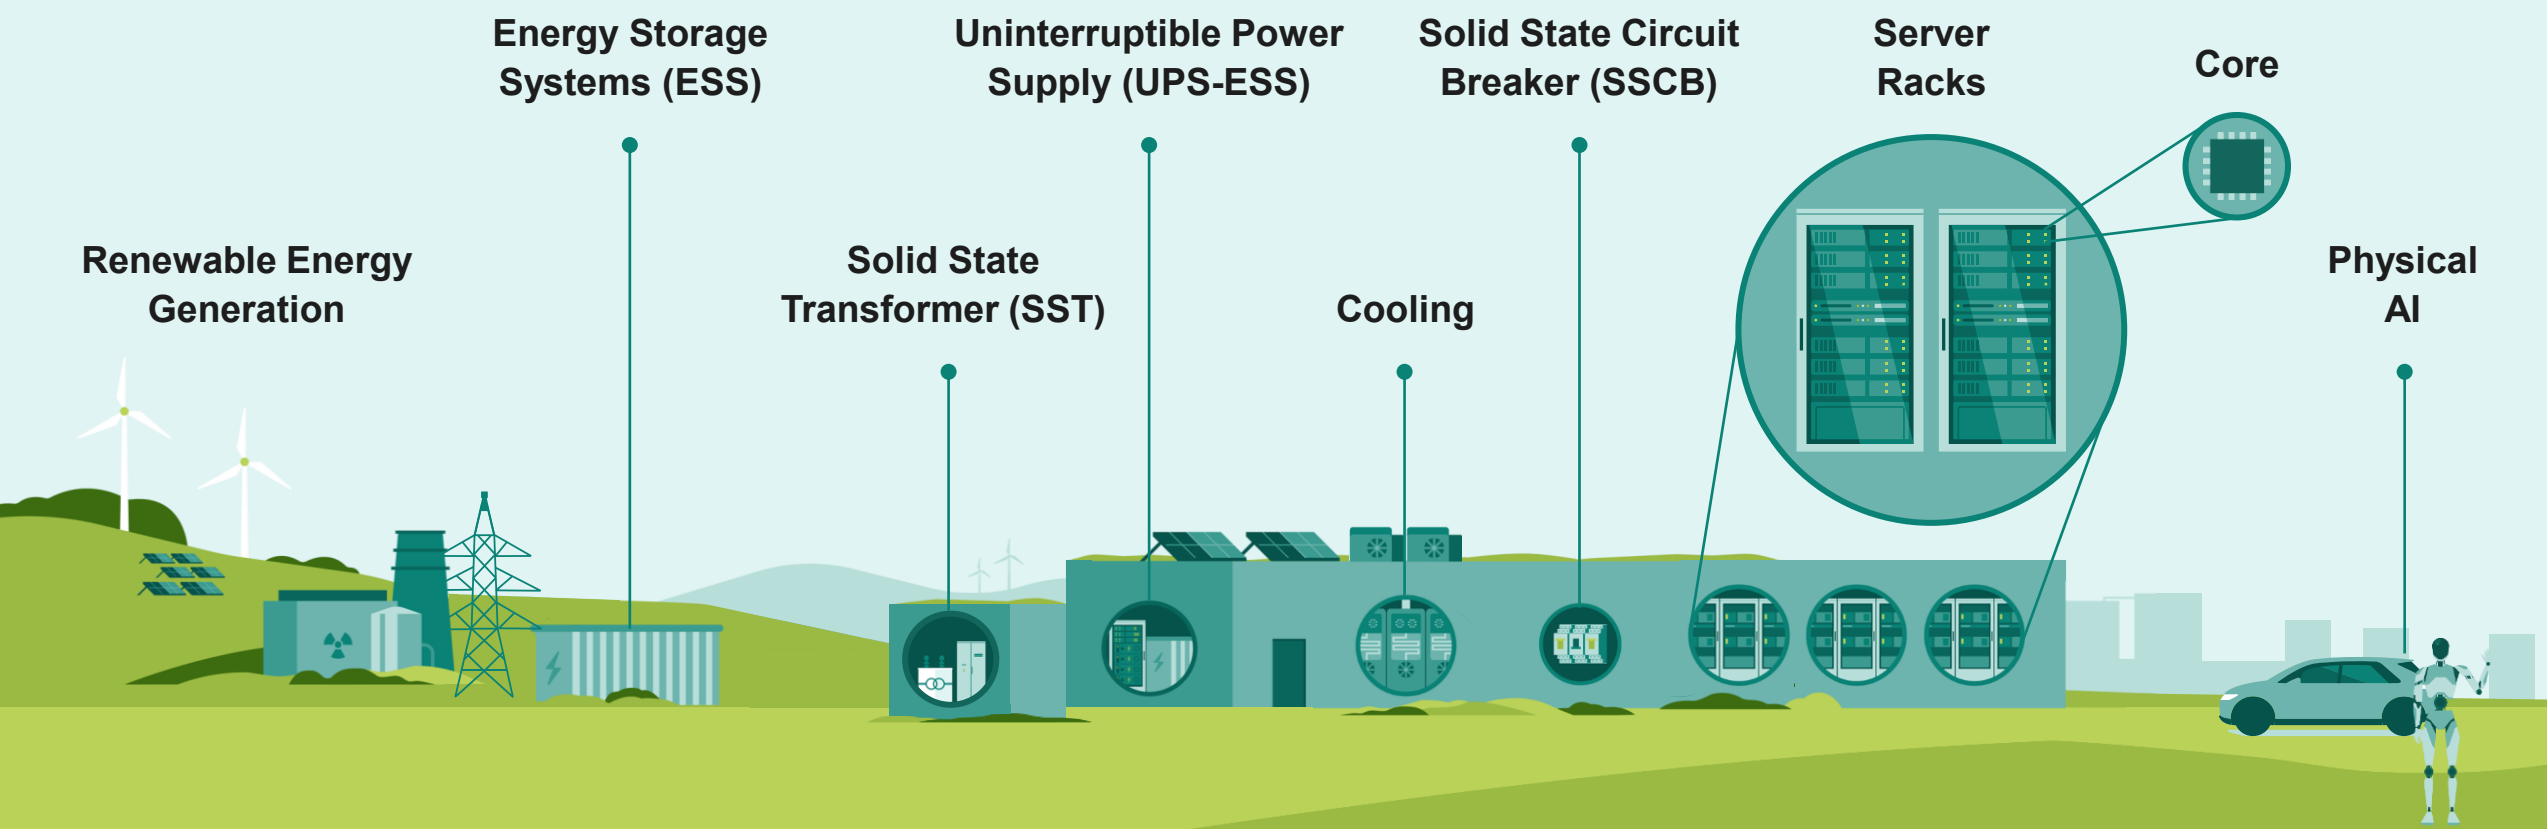 Energy Storage
Systems (ESS)
Uninterruptible Power
Supply (UPS-ESS)
Solid State Circuit
Breaker (SSCB)
Server
Racks
Core
Renewable Energy
Generation
Solid State
Transformer (SST)
Cooling
Physical
AI